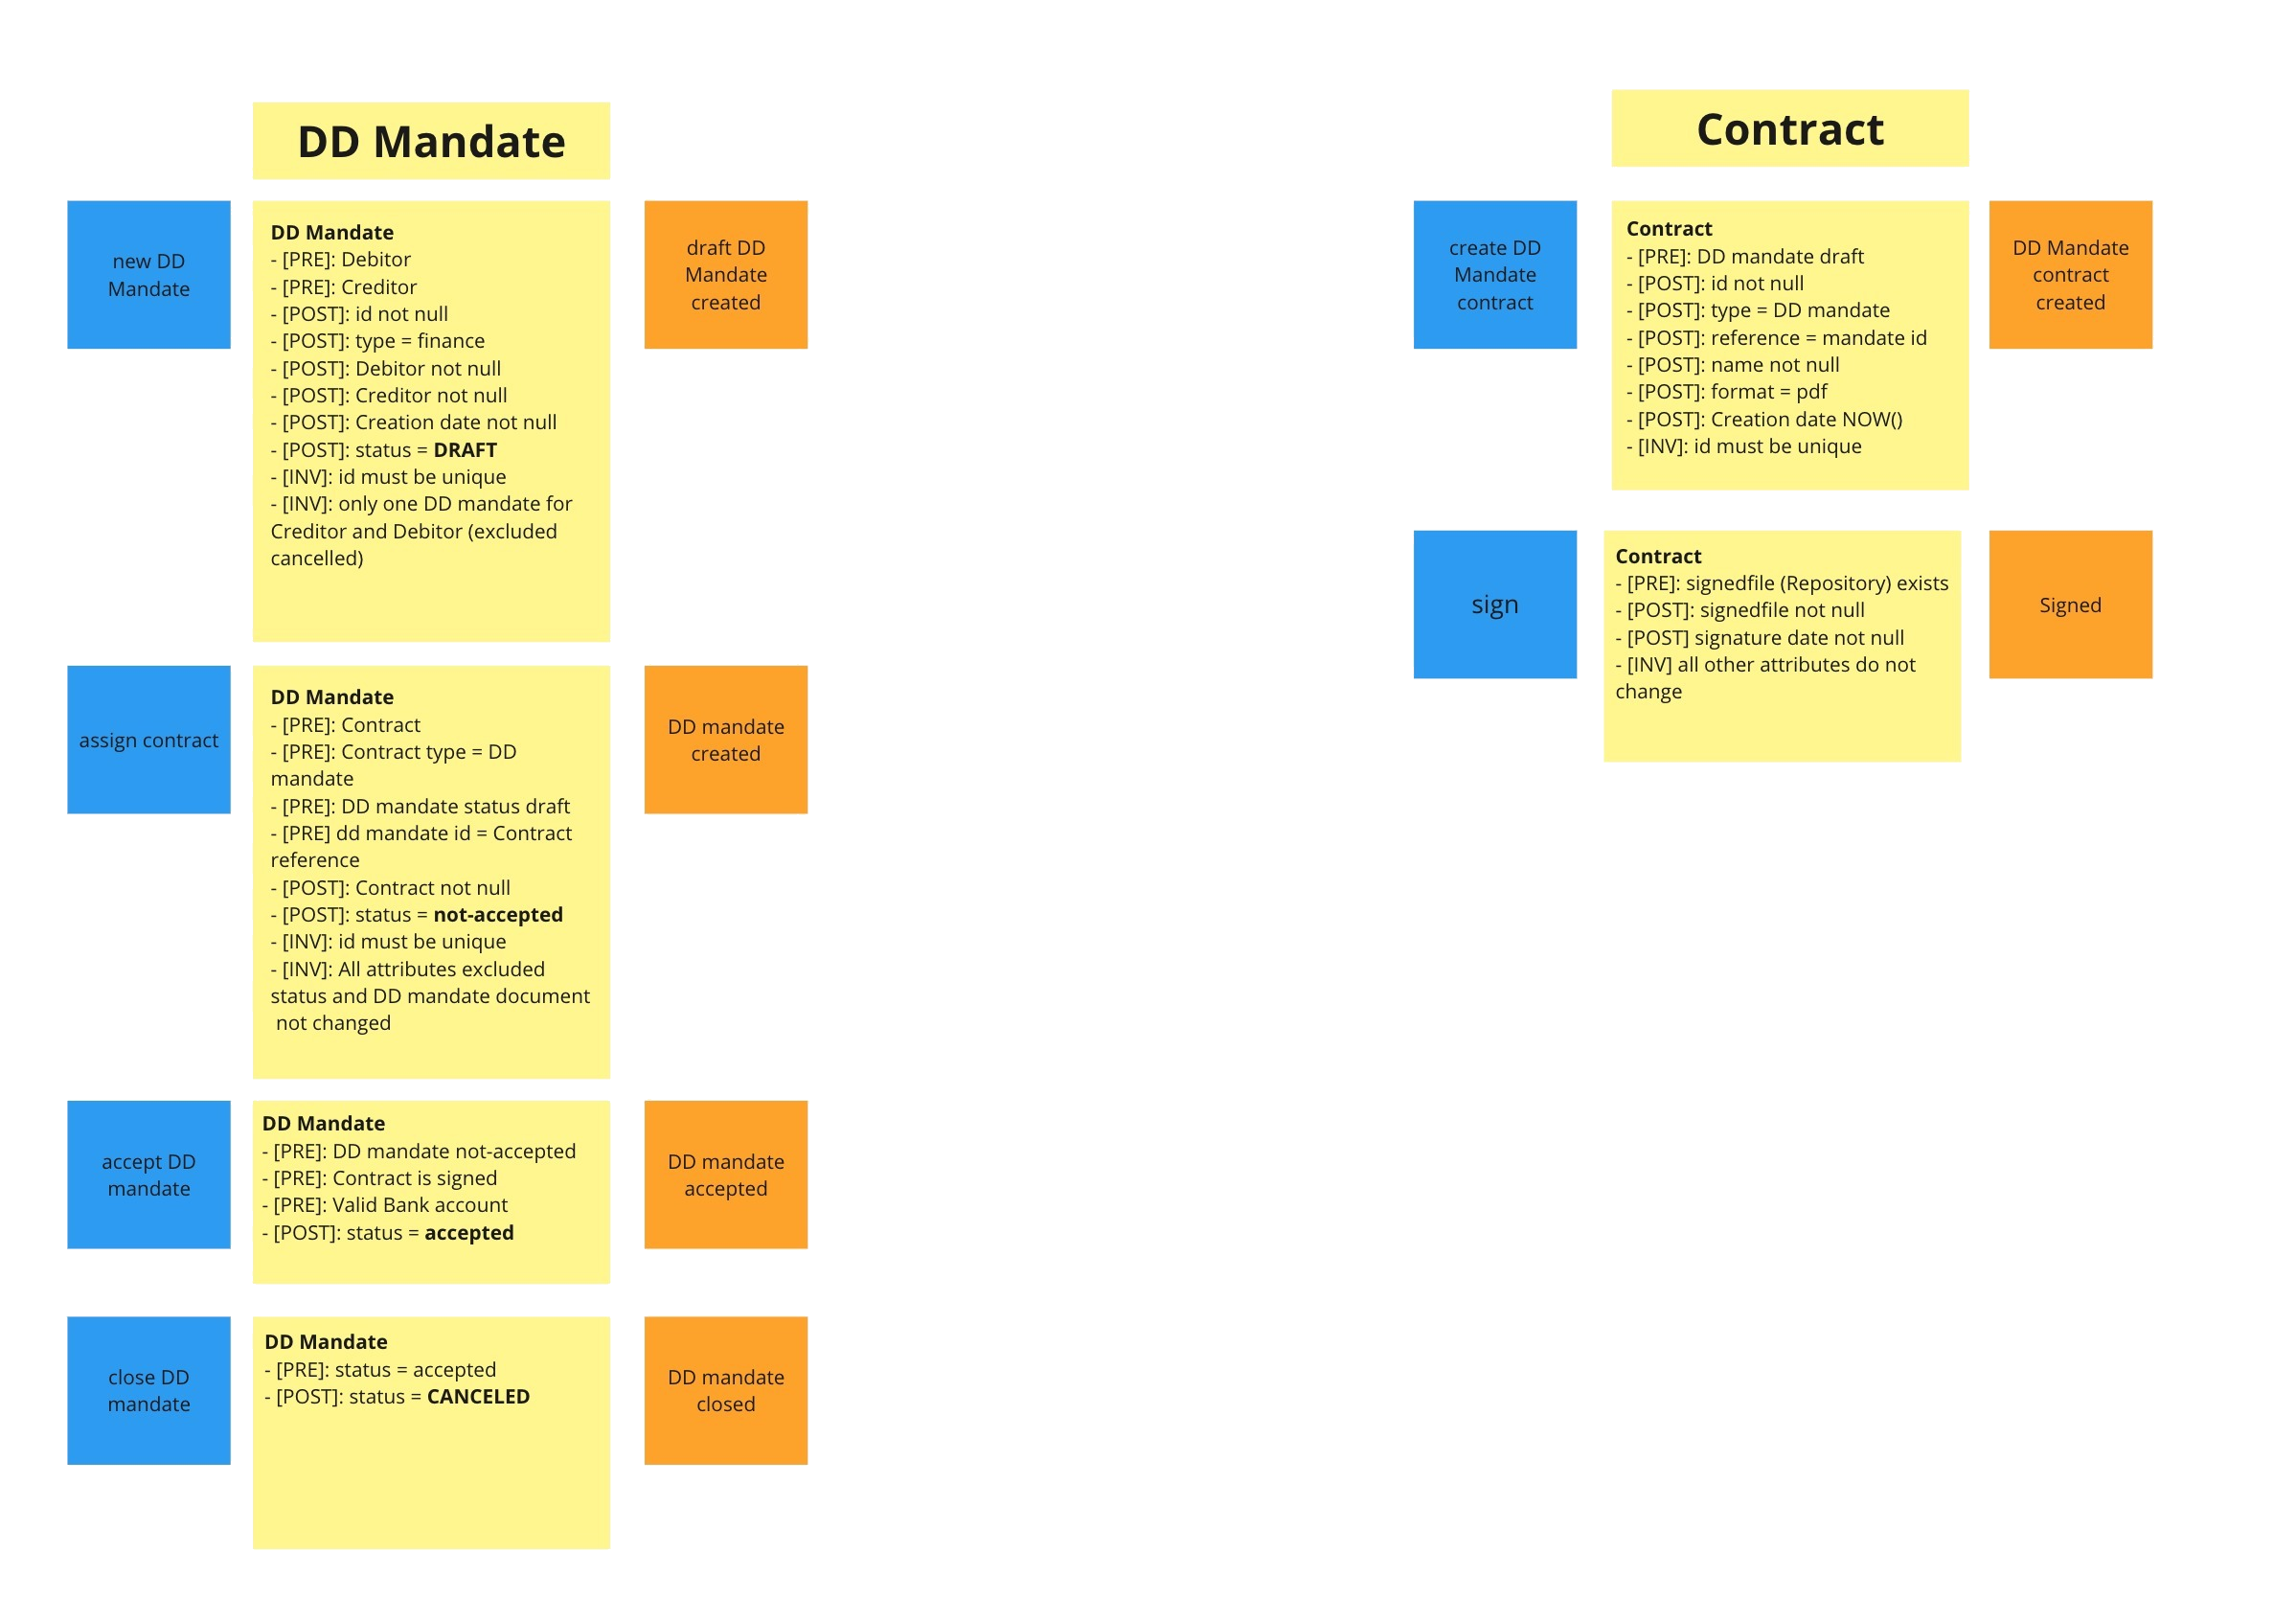 DD Mandate
new DD
Mandate
DD Mandate
- [PRE]: Debitor
- [PRE]: Creditor
- [POST]: id not null
- [POST]: type = finance
- [POST]: Debitor not null
- [POST]: Creditor not null
- [POST]: Creation date not null
- [POST]: status = DRAFT
- [INV]: id must be unique
- [INV]: only one DD mandate for
Creditor and Debitor (excluded
cancelled)
draft DD
Mandate
created
assign contract
DD Mandate
- [PRE]: Contract
- [PRE]: Contract type = DD
mandate
- [PRE]: DD mandate status draft
- [PRE] dd mandate id = Contract
reference
- [POST]: Contract not null
- [POST]: status = not-accepted
- [INV]: id must be unique
- [INV]: All attributes excluded
status and DD mandate document
not changed
DD mandate
created
accept DD
mandate
DD Mandate
- [PRE]: DD mandate not-accepted
- [PRE]: Contract is signed
- [PRE]: Valid Bank account
- [POST]: status = accepted
DD mandate
accepted
close DD
mandate
DD Mandate
- [PRE]: status = accepted
- [POST]: status = CANCELED
DD mandate
closed
Contract
create DD
Mandate
contract
Contract
- [PRE]: DD mandate draft
- [POST]: id not null
- [POST]: type = DD mandate
- [POST]: reference = mandate id
- [POST]: name not null
- [POST]: format = pdf
- [POST]: Creation date NOW()
- [INV]: id must be unique
DD Mandate
contract
created
sign
Contract
- [PRE]: signedfile (Repository) exists
- [POST]: signedfile not null
- [POST] signature date not null
- [INV] all other attributes do not
change
Signed